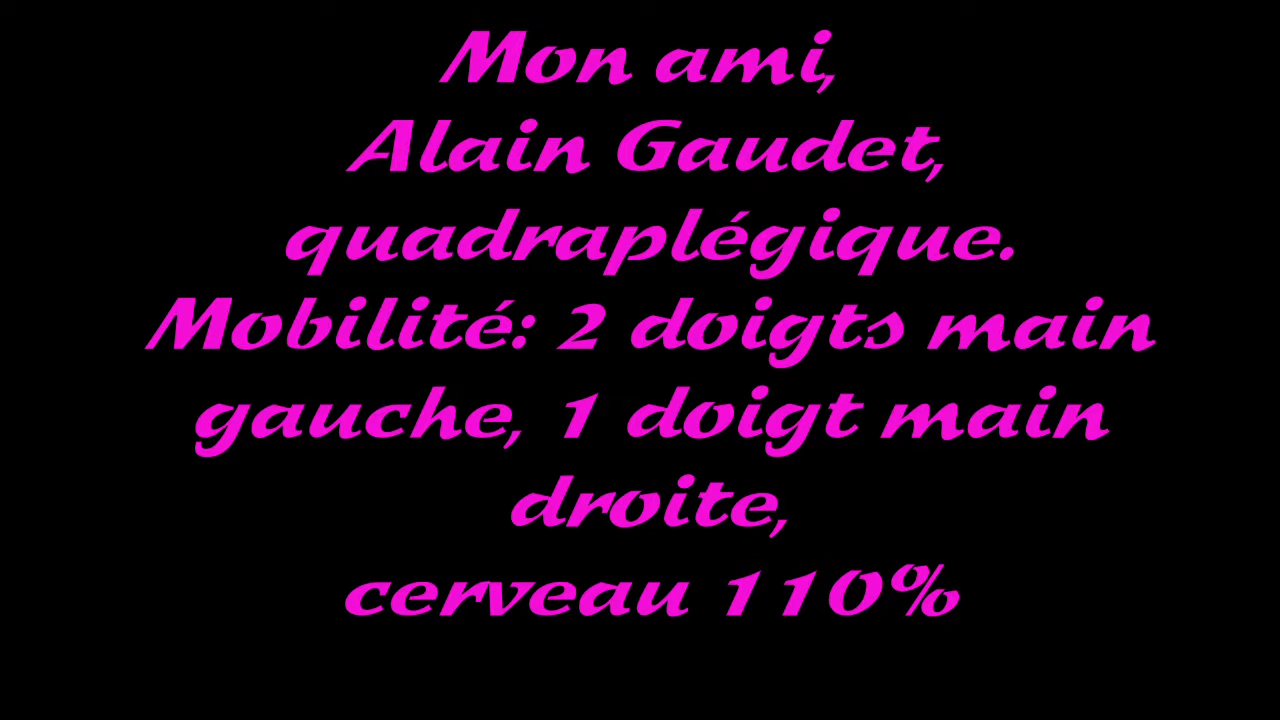 Mon ami,
Alain Gaudet,
quadraplégique.
Mobilité: 2 doigts main
gauche, 1 doigt main
droite,
cerveau 110%